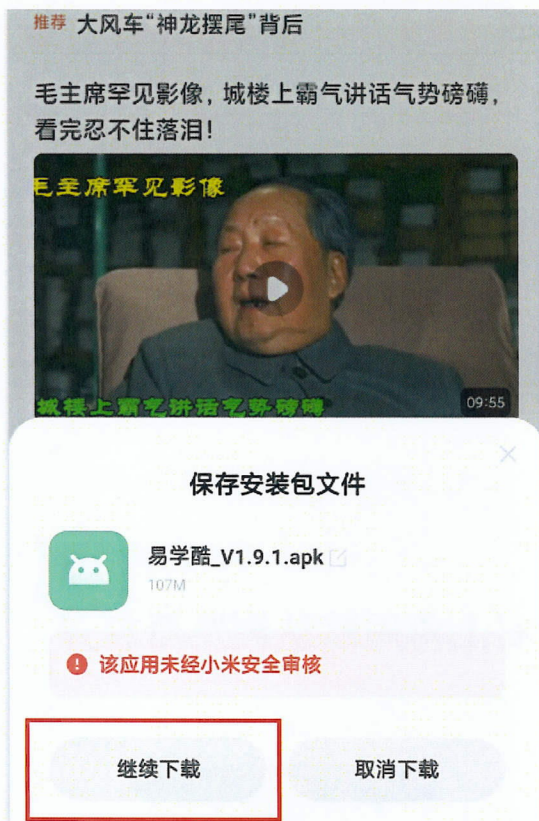 推荐 大风车“神龙摆尾”背后
毛主席罕见影像，城楼上霸气讲话气势磅礴，
看完忍不住落泪！
毛主席罕见影像
城楼上霸气讲话气势磅礴
09:55
保存安装包文件
易学酷_V1.9.1.apk
107M
该应用未经小米安全审核
继续下载
取消下载